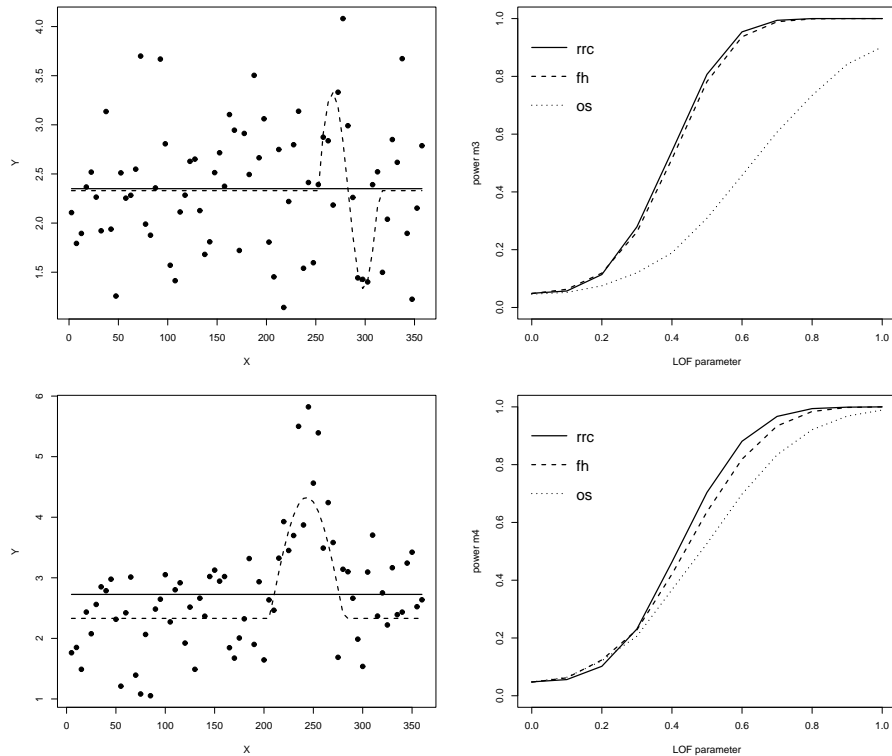 4.0
3.5
3.0
2.5
2.0
1.5
Y
0 50 100 150 200 250 300 350
X
1.0
0.8
0.6
0.4
0.2
0.0
power m3
rrc
fh
os
0.0 0.2 0.4 0.6 0.8 1.0
LOF parameter
6
5
4
3
2
1
Y
0 50 100 150 200 250 300 350
X
1.0
0.8
0.6
0.4
0.2
0.0
power m4
rrc
fh
os
0.0 0.2 0.4 0.6 0.8 1.0
LOF parameter